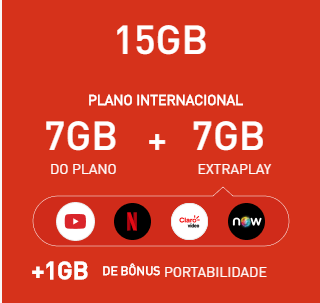 15GB
PLANO INTERNACIONAL
7GB + 7GB
DO PLANO EXTRAPLAY
N Claro video now
+1GB DE BÔNUS PORTABILIDADE